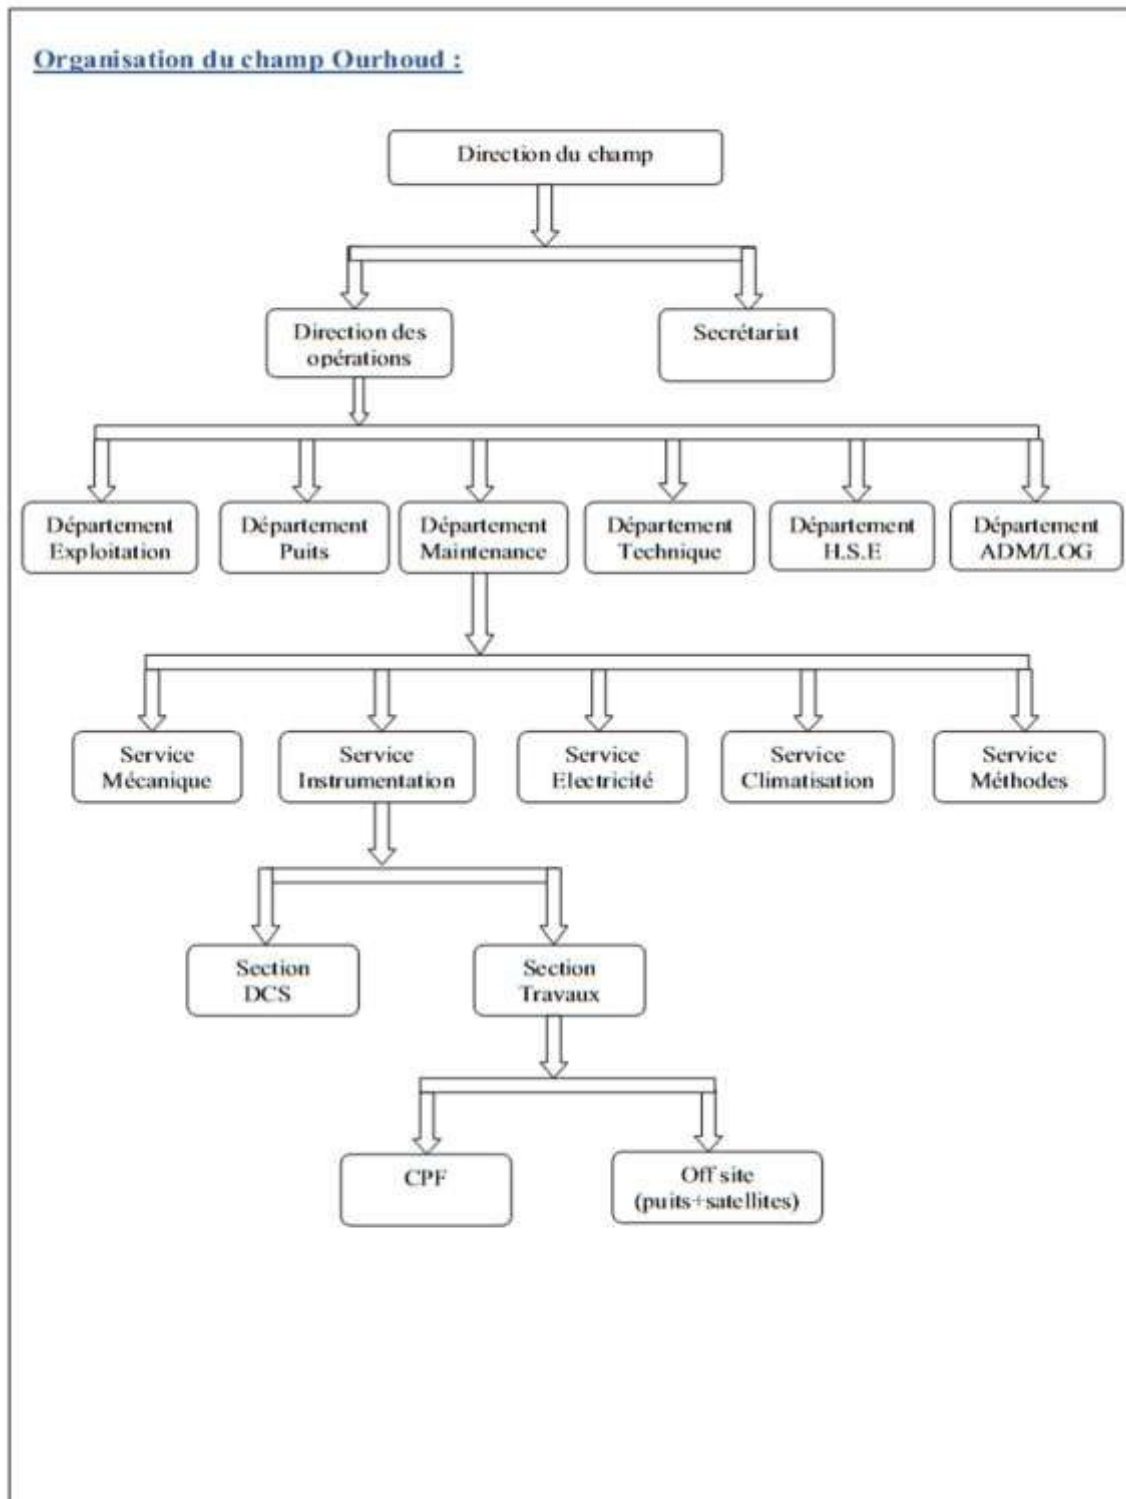 Organisation du champ Ourhoud :
Direction du champ
Direction des
opérations
Secrétariat
Département
Exploitation
Département
Puits
Département
Maintenance
Département
Technique
Département
H.S.E
Département
ADM/LOG
Service
Mécanique
Service
Instrumentation
Service
Electricité
Service
Climatisation
Service
Méthodes
Section
DCS
Section
Travaux
CPF
Off site
(puits+satellites)